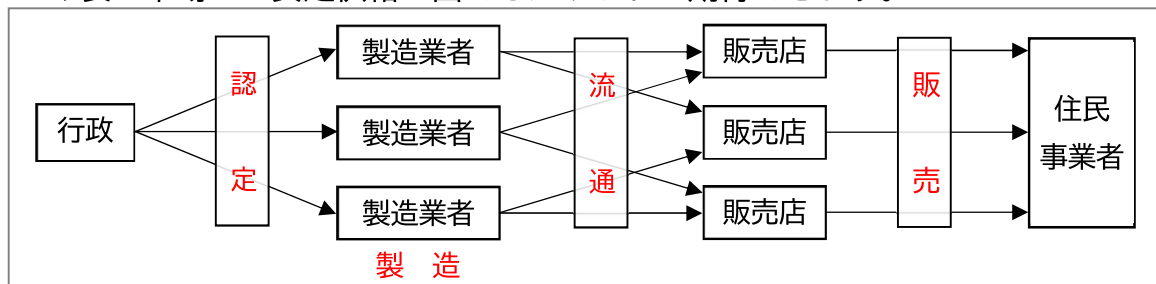 行政
認定
製造業者
製造業者
製造業者
製 造
流通
販売店
販売店
販売店
販売
住民
事業者